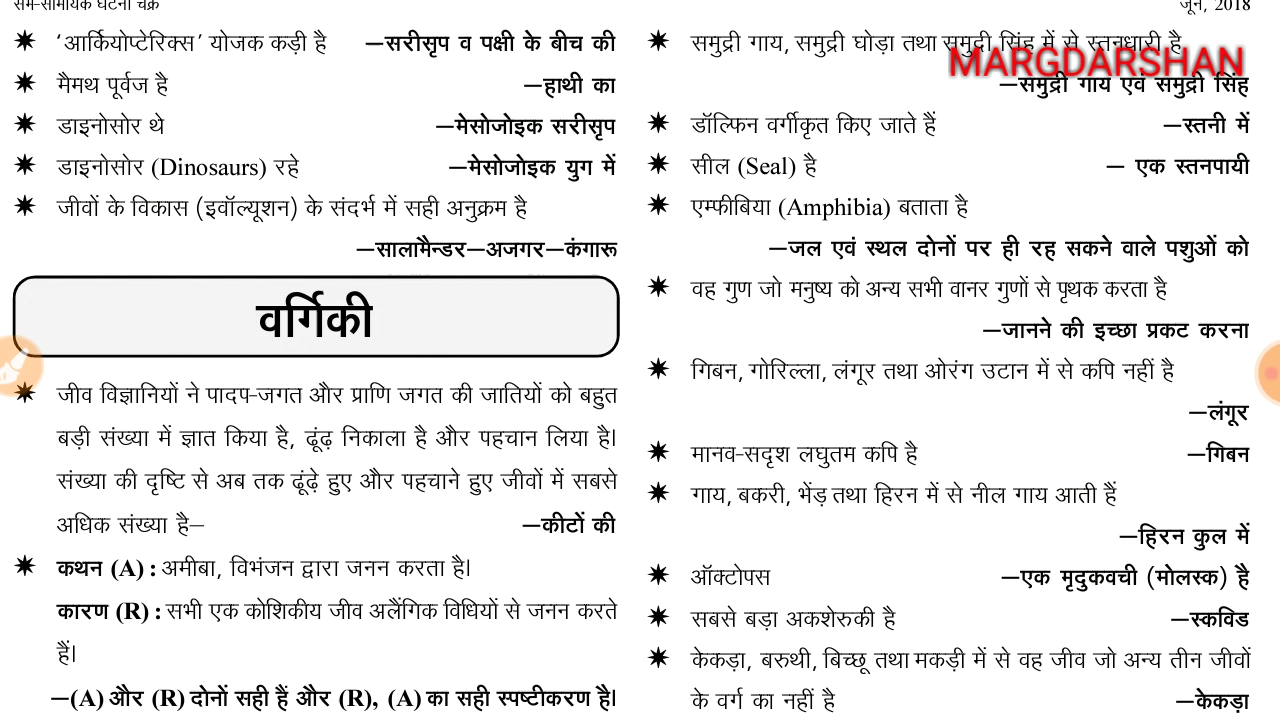 सम-सामयिक घटना चक्र
जून, 2018
✷ ‘आर्कियोप्टेरिक्स’ योजक कड़ी है —सरीसृप व पक्षी के बीच की
✷ मैमथ पूर्वज है —हाथी का
✷ डाइनोसोर थे —मेसोजोइक सरीसृप
✷ डाइनोसोर (Dinosaurs) रहे —मेसोजोइक युग में
✷ जीवों के विकास (इवॉल्यूशन) के संदर्भ में सही अनुक्रम है
—सालामैन्डर—अजगर—कंगारू
वर्गिकी
✷ जीव विज्ञानियों ने पादप-जगत और प्राणि जगत की जातियों को बहुत
बड़ी संख्या में ज्ञात किया है, ढूंढ़ निकाला है और पहचान लिया है।
संख्या की दृष्टि से अब तक ढूंढ़े हुए और पहचाने हुए जीवों में सबसे
अधिक संख्या है— —कीटों की
✷ कथन (A) : अमीबा, विभंजन द्वारा जनन करता है।
कारण (R) : सभी एक कोशिकीय जीव अलैंगिक विधियों से जनन करते
हैं।
—(A) और (R) दोनों सही हैं और (R), (A) का सही स्पष्टीकरण है।
✷ समुद्री गाय, समुद्री घोड़ा तथा समुद्री सिंह में से स्तनधारी है
MARGDARSHAN
—समुद्री गाय एवं समुद्री सिंह
✷ डॉल्फिन वर्गीकृत किए जाते हैं —स्तनी में
✷ सील (Seal) है — एक स्तनपायी
✷ एम्फीबिया (Amphibia) बताता है
—जल एवं स्थल दोनों पर ही रह सकने वाले पशुओं को
✷ वह गुण जो मनुष्य को अन्य सभी वानर गुणों से पृथक करता है
—जानने की इच्छा प्रकट करना
✷ गिबन, गोरिल्ला, लंगूर तथा ओरंग उटान में से कपि नहीं है
—लंगूर
✷ मानव-सदृश लघुतम कपि है —गिबन
✷ गाय, बकरी, भेंड़ तथा हिरन में से नील गाय आती हैं
—हिरन कुल में
✷ ऑक्टोपस —एक मृदुकवची (मोलस्क) है
✷ सबसे बड़ा अकशेरुकी है —स्कविड
✷ केकड़ा, बरुथी, बिच्छू तथा मकड़ी में से वह जीव जो अन्य तीन जीवों
के वर्ग का नहीं है —केकड़ा